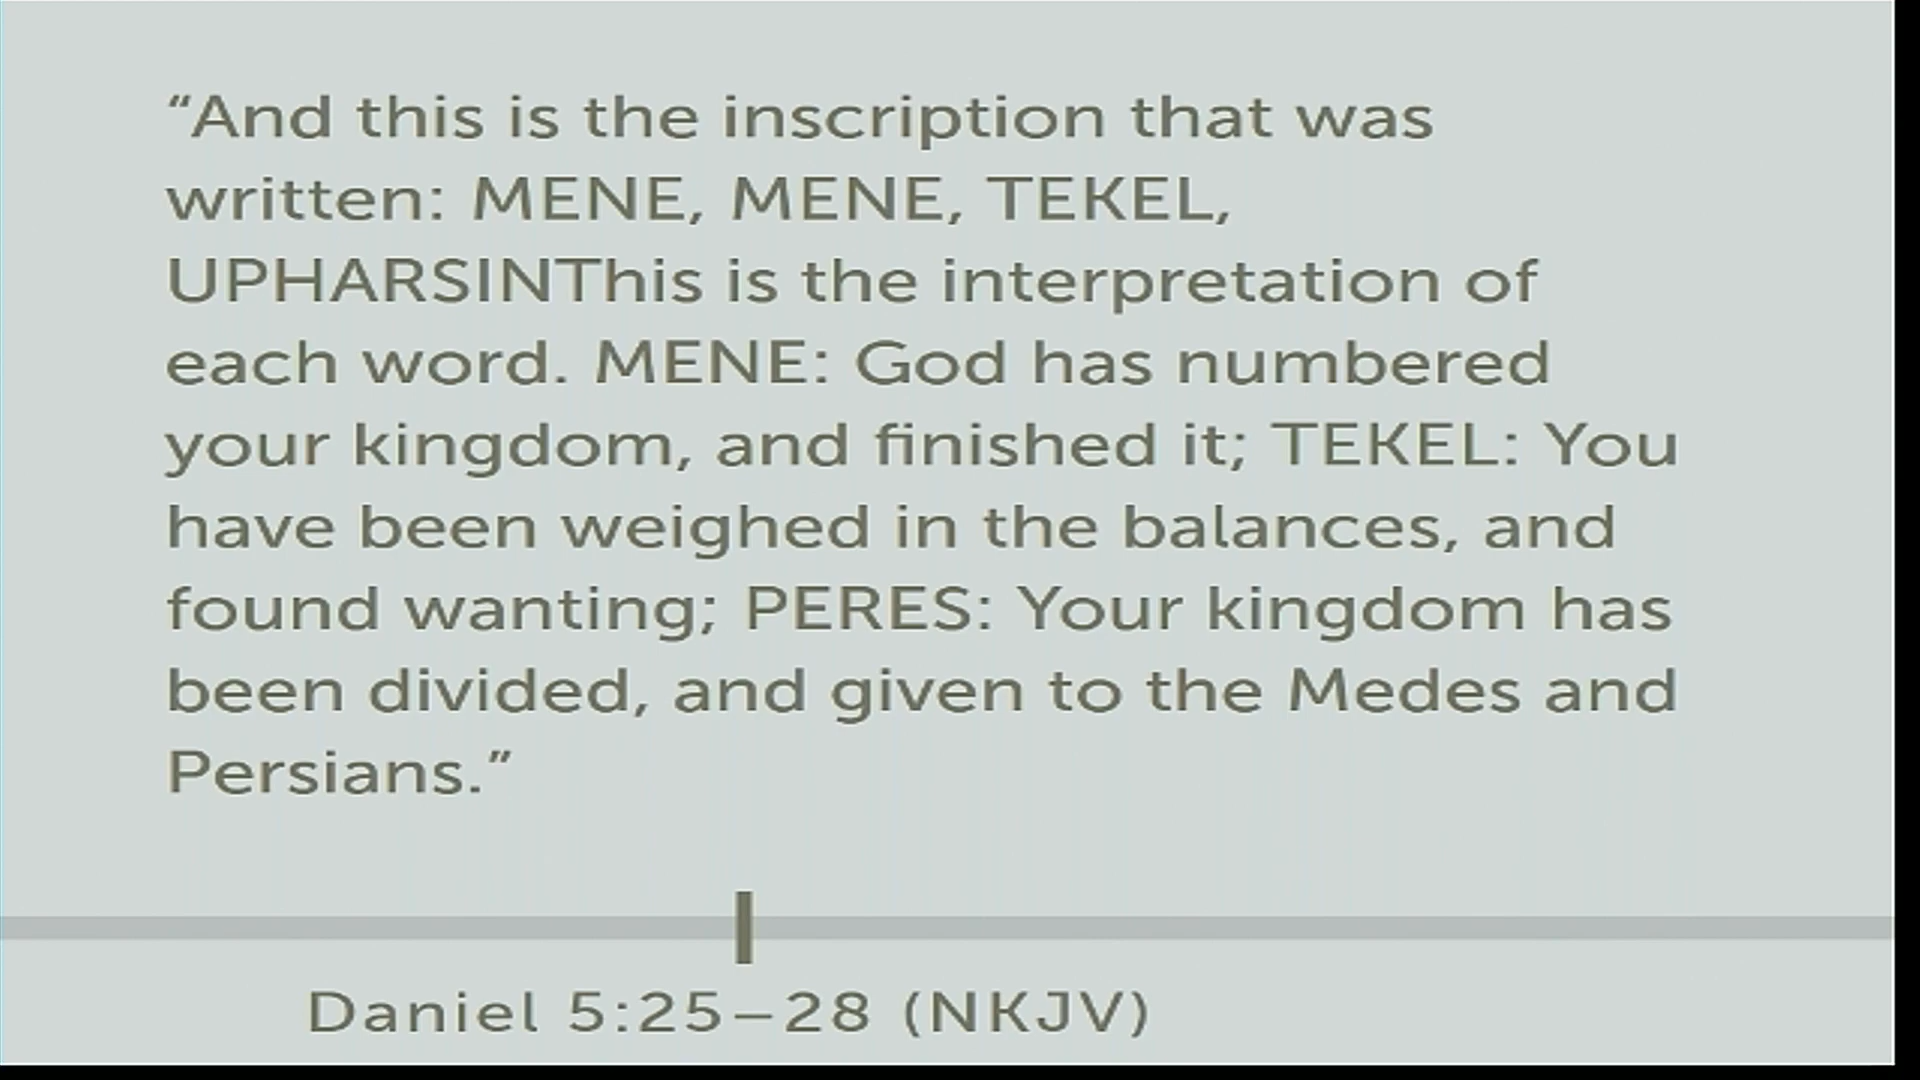 “And this is the inscription that was
written: MENE, MENE, TEKEL,
UPHARSINThis is the interpretation of
each word. MENE: God has numbered
your kingdom, and finished it; TEKEL: You
have been weighed in the balances, and
found wanting; PERES: Your kingdom has
been divided, and given to the Medes and
Persians.”
Daniel 5:25–28 (NKJV)